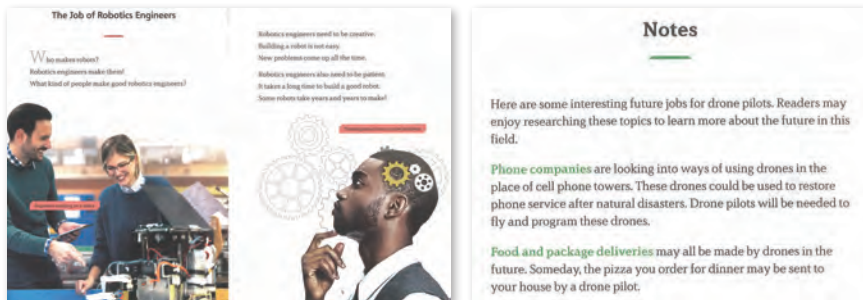 The Job of Robotics Engineers
Who makes robots?
Robotics engineers make them!
What kind of people make good robotics engineers?
Robotics engineers need to be creative.
Building a robot is not easy.
New problems come up all the time.
Robotics engineers also need to be patient.
It takes a long time to build a good robot.
Some robots take years and years to make!
Notes
Here are some interesting future jobs for drone pilots. Readers may
enjoy researching these topics to learn more about the future in this
field.
Phone companies are looking into ways of using drones in the
place of cell phone towers. These drones could be used to restore
phone service after natural disasters. Drone pilots will be needed to
fly and program these drones.
Food and package deliveries may all be made by drones in the
future. Someday, the pizza you order for dinner may be sent to
your house by a drone pilot.